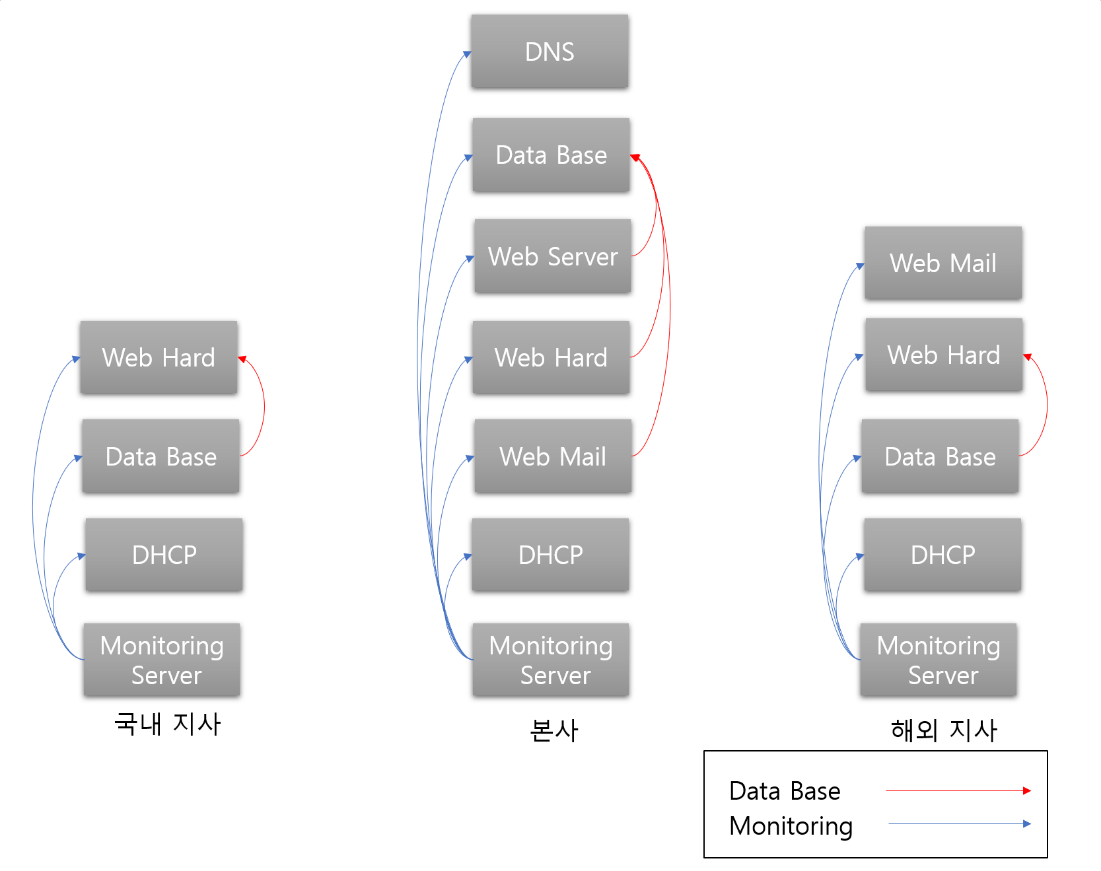 DNS
Data Base
Web Server
Web Hard
Web Mail
DHCP
Monitoring
Server
본사
Web Hard
Data Base
DHCP
Monitoring
Server
국내 지사
Web Mail
Web Hard
Data Base
DHCP
Monitoring
Server
해외 지사
Data Base
Monitoring